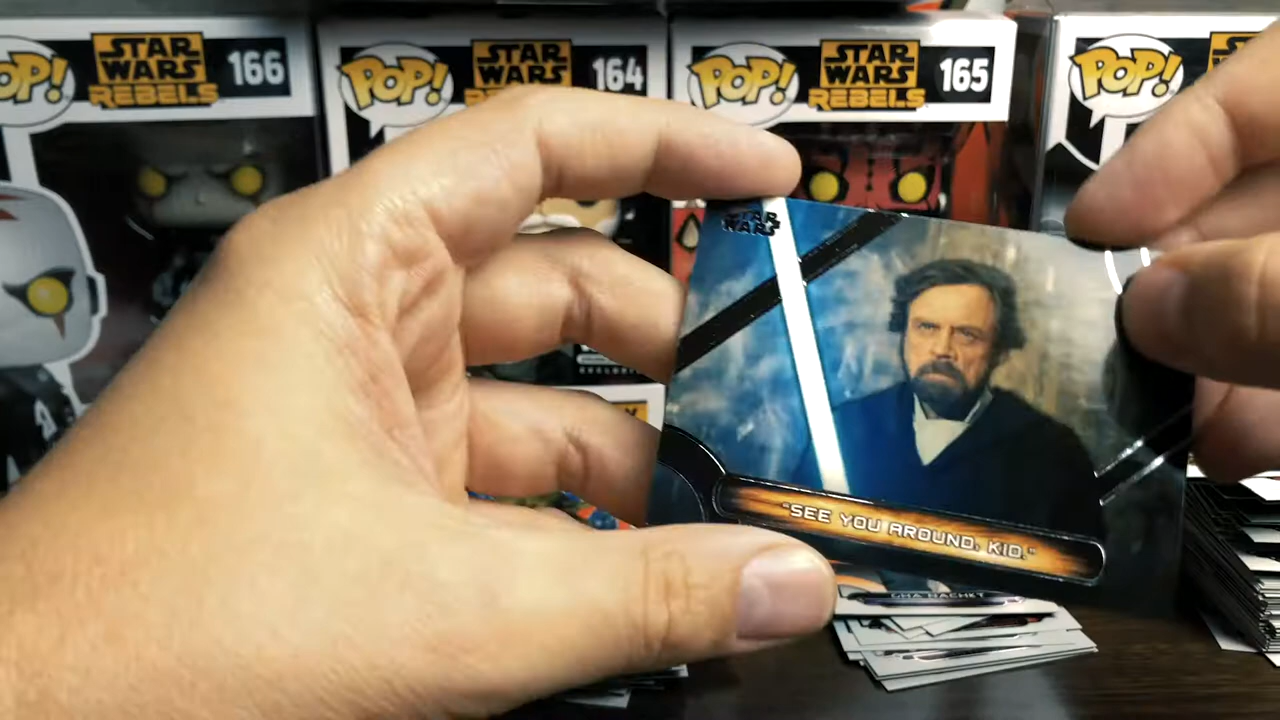 POP!
STAR
WARS
REBELS
166
POP!
STAR
WARS
164
POP!
STAR
WARS
REBELS
165
POP!
STAR
WARS
"SEE YOU AROUND, KID."